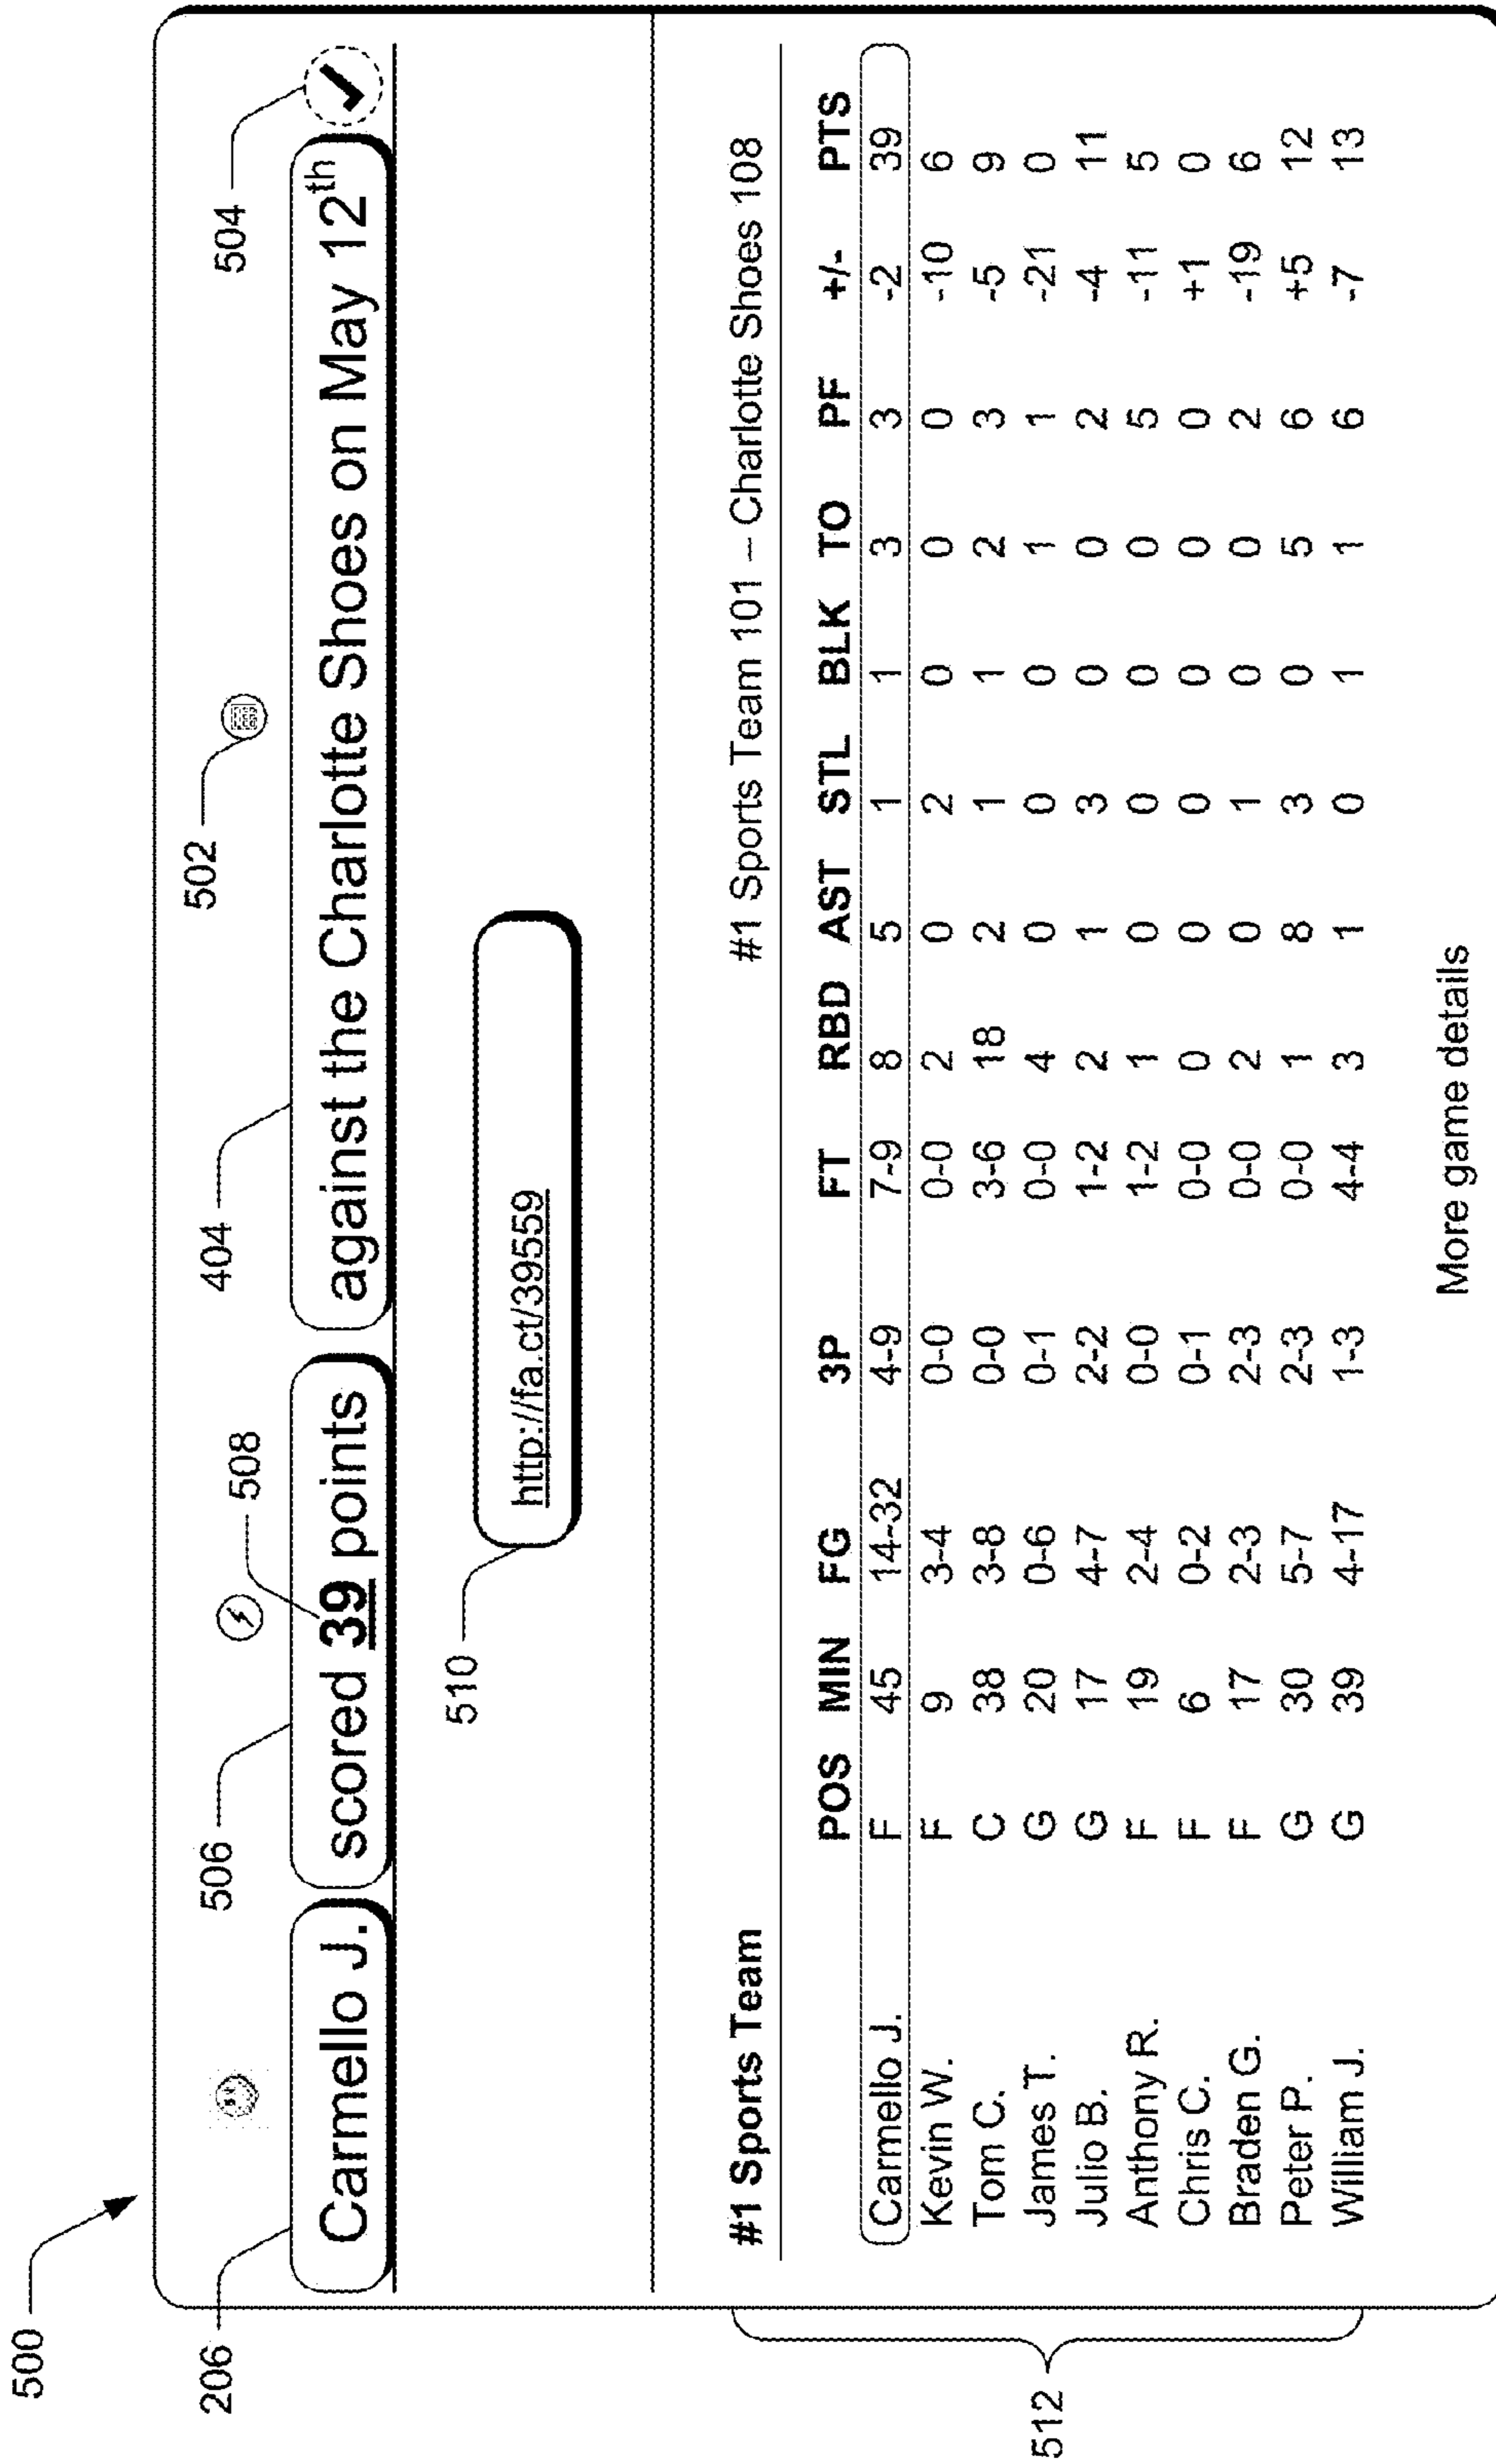 500
502
504
206
506
508
404
Carmello J. scored 39 points against the Charlotte Shoes on May 12th
510
http://fa.ct/39559
#1 Sports Team #1 Sports Team 101 – Charlotte Shoes 108
POS MIN FG 3P FT RBD AST STL BLK TO PF +/- PTS
Carmello J. F 45 14-32 4-9 7-9 8 5 1 1 3 3 -2 39
Kevin W. F 9 3-4 0-0 0-0 2 0 2 0 0 0 -10 6
Tom C. C 38 3-8 0-0 3-6 18 2 1 1 2 3 -5 9
James T. G 20 0-6 0-1 0-0 4 0 0 0 1 1 -21 0
Julio B. G 17 4-7 2-2 1-2 2 1 3 0 0 2 -4 11
Anthony R. F 19 2-4 0-0 1-2 1 0 0 0 0 5 -11 5
Chris C. F 6 0-2 0-1 0-0 0 0 0 0 0 0 +1 0
Braden G. F 17 2-3 2-3 0-0 2 0 1 0 0 2 -19 6
Peter P. G 30 5-7 2-3 0-0 1 8 3 0 5 6 +5 12
William J. G 39 4-17 1-3 4-4 3 1 0 1 1 6 -7 13
512
More game details